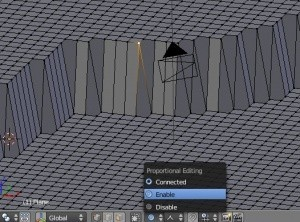 (1) Plane
Proportional Editing
Connected
Enable
Disable
Global